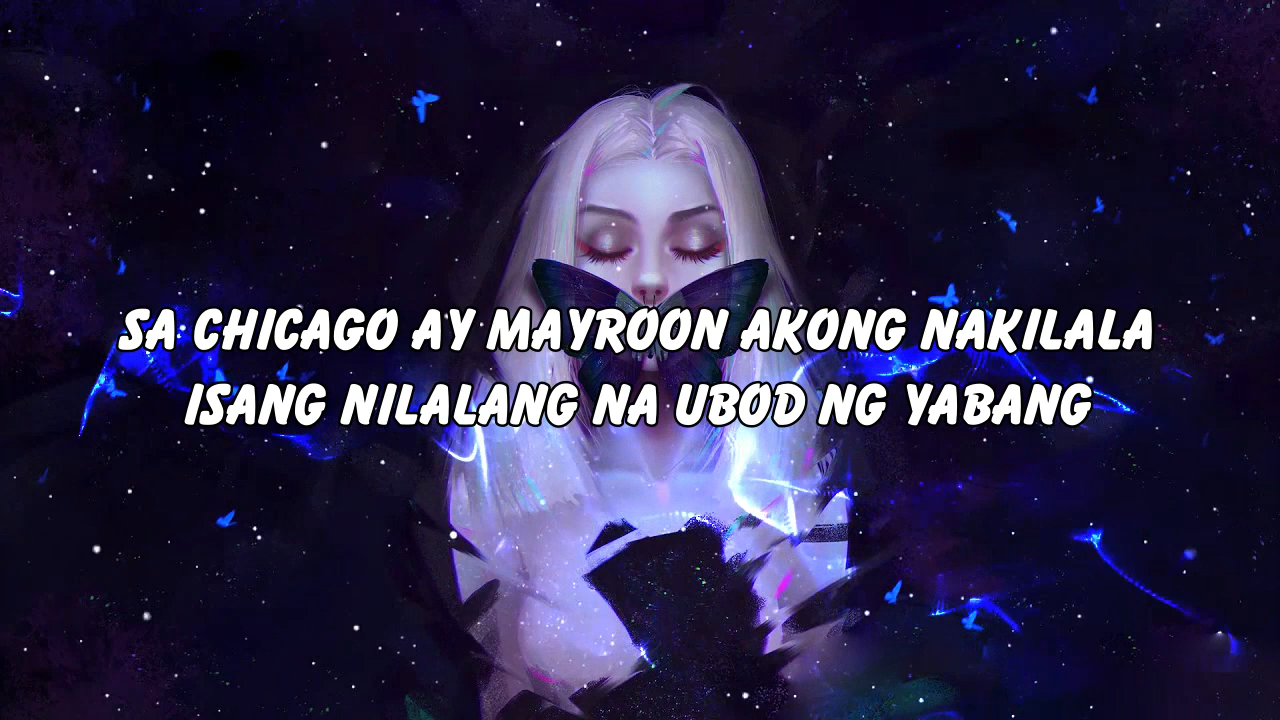 SA CHICAGO AY MAYROON AKONG NAKILALA
ISANG NILALANG NA UBOD NG YABANG